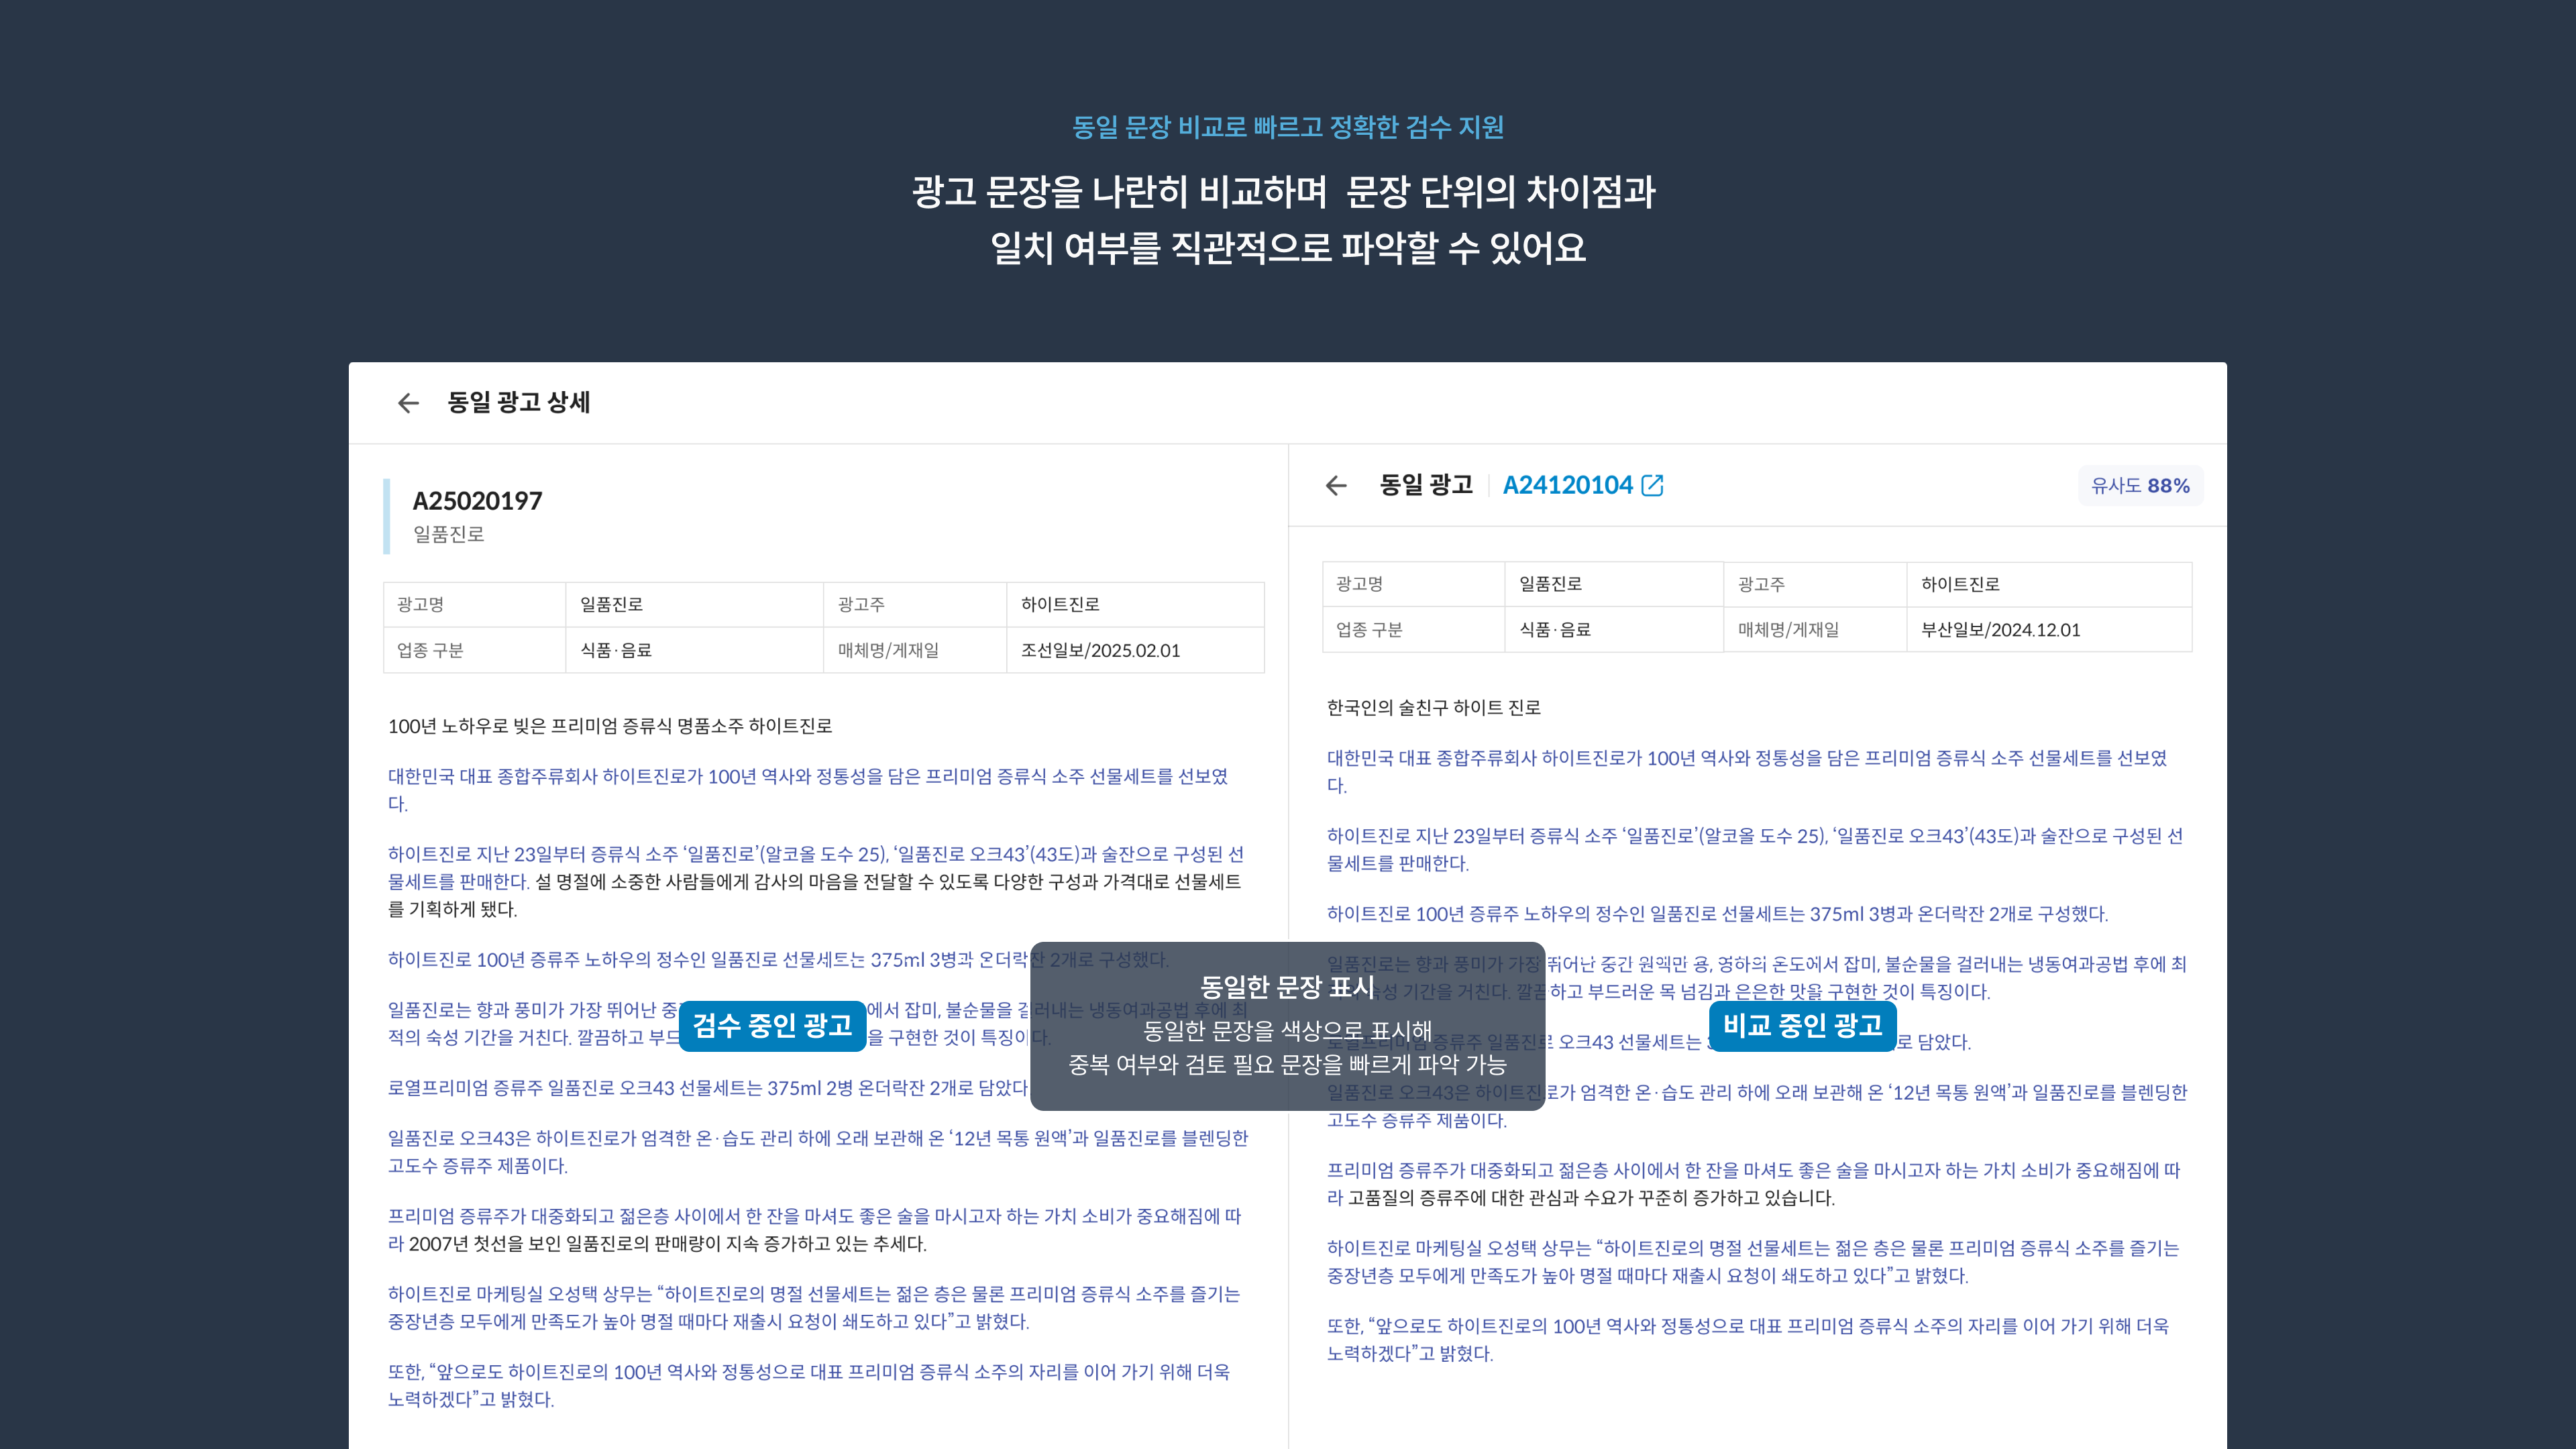 동일 문장 비교로 빠르고 정확한 검수 지원
광고 문장을 나란히 비교하며 문장 단위의 차이점과
일치 여부를 직관적으로 파악할 수 있어요
동일 광고 상세
A25020197
일품진로
광고명 일품진로 광고주 하이트진로
업종 구분 식품·음료 매체명/게재일 조선일보/2025.02.01
100년 노하우로 빚은 프리미엄 증류식 명품소주 하이트진로
대한민국 대표 종합주류회사 하이트진로가 100년 역사와 정통성을 담은 프리미엄 증류식 소주 선물세트를 선보였
다.
하이트진로 지난 23일부터 증류식 소주 ‘일품진로’(알코올 도수 25), ‘일품진로 오크43’(43도)과 술잔으로 구성된 선
물세트를 판매한다. 설 명절에 소중한 사람들에게 감사의 마음을 전달할 수 있도록 다양한 구성과 가격대로 선물세트
를 기획하게 됐다.
하이트진로 100년 증류주 노하우의 정수인 일품진로 선물세트는 375ml 3병과 온더락잔 2개로 구성했다.
일품진로는 향과 풍미가 가장 뛰어난 중 에서 잡미, 불순물을 걸러내는 냉동여과공법 후에 최
적의 숙성 기간을 거친다. 깔끔하고 부드 을 구현한 것이 특징이다.
로열프리미엄 증류주 일품진로 오크43 선물세트는 375ml 2병 온더락잔 2개로 담았다
일품진로 오크43은 하이트진로가 엄격한 온·습도 관리 하에 오래 보관해 온 ‘12년 목통 원액’과 일품진로를 블렌딩한
고도수 증류주 제품이다.
프리미엄 증류주가 대중화되고 젊은층 사이에서 한 잔을 마셔도 좋은 술을 마시고자 하는 가치 소비가 중요해짐에 따
라 2007년 첫선을 보인 일품진로의 판매량이 지속 증가하고 있는 추세다.
하이트진로 마케팅실 오성택 상무는 “하이트진로의 명절 선물세트는 젊은 층은 물론 프리미엄 증류식 소주를 즐기는
중장년층 모두에게 만족도가 높아 명절 때마다 재출시 요청이 쇄도하고 있다”고 밝혔다.
또한, “앞으로도 하이트진로의 100년 역사와 정통성으로 대표 프리미엄 증류식 소주의 자리를 이어 가기 위해 더욱
노력하겠다”고 밝혔다.
검수 중인 광고
동일한 문장 표시
동일한 문장을 색상으로 표시해
중복 여부와 검토 필요 문장을 빠르게 파악 가능
동일 광고 A24120104
유사도 88%
광고명 일품진로 광고주 하이트진로
업종 구분 식품·음료 매체명/게재일 부산일보/2024.12.01
한국인의 술친구 하이트 진로
대한민국 대표 종합주류회사 하이트진로가 100년 역사와 정통성을 담은 프리미엄 증류식 소주 선물세트를 선보였
다.
하이트진로 지난 23일부터 증류식 소주 ‘일품진로’(알코올 도수 25), ‘일품진로 오크43’(43도)과 술잔으로 구성된 선
물세트를 판매한다.
하이트진로 100년 증류주 노하우의 정수인 일품진로 선물세트는 375ml 3병과 온더락잔 2개로 구성했다.
일품진로는 향과 풍미가 가장 뛰어난 중간 원액만 용, 영하의 온도에서 잡미, 불순물을 걸러내는 냉동여과공법 후에 최
숙성 기간을 거친다. 깔끔하고 부드러운 목 넘김과 은은한 맛을 구현한 것이 특징이다.
증류주 일품진로 오크43 선물세트는 로 담았다.
일품진로 오크43은 하이트진로가 엄격한 온·습도 관리 하에 오래 보관해 온 ‘12년 목통 원액’과 일품진로를 블렌딩한
고도수 증류주 제품이다.
프리미엄 증류주가 대중화되고 젊은층 사이에서 한 잔을 마셔도 좋은 술을 마시고자 하는 가치 소비가 중요해짐에 따
라 고품질의 증류주에 대한 관심과 수요가 꾸준히 증가하고 있습니다.
하이트진로 마케팅실 오성택 상무는 “하이트진로의 명절 선물세트는 젊은 층은 물론 프리미엄 증류식 소주를 즐기는
중장년층 모두에게 만족도가 높아 명절 때마다 재출시 요청이 쇄도하고 있다”고 밝혔다.
또한, “앞으로도 하이트진로의 100년 역사와 정통성으로 대표 프리미엄 증류식 소주의 자리를 이어 가기 위해 더욱
노력하겠다”고 밝혔다.
비교 중인 광고